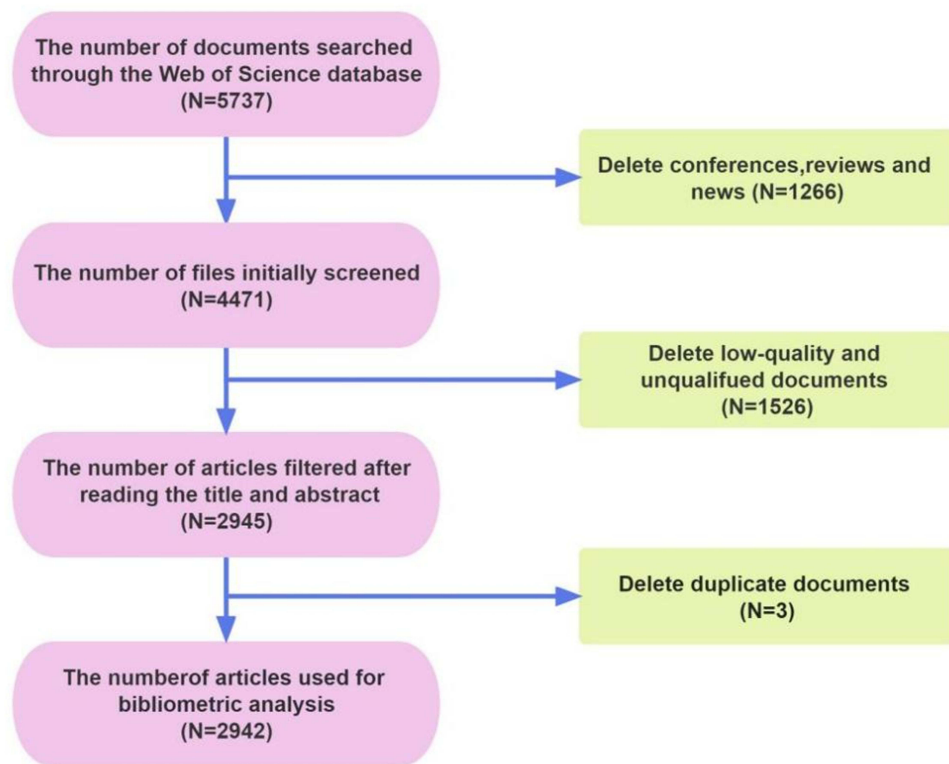 The number of documents searched
through the Web of Science database
(N=5737)
Delete conferences,reviews and
news (N=1266)
The number of files initially screened
(N=4471)
Delete low-quality and
unqualifued documents
(N=1526)
The number of articles filtered after
reading the title and abstract
(N=2945)
Delete duplicate documents
(N=3)
The numberof articles used for
bibliometric analysis
(N=2942)